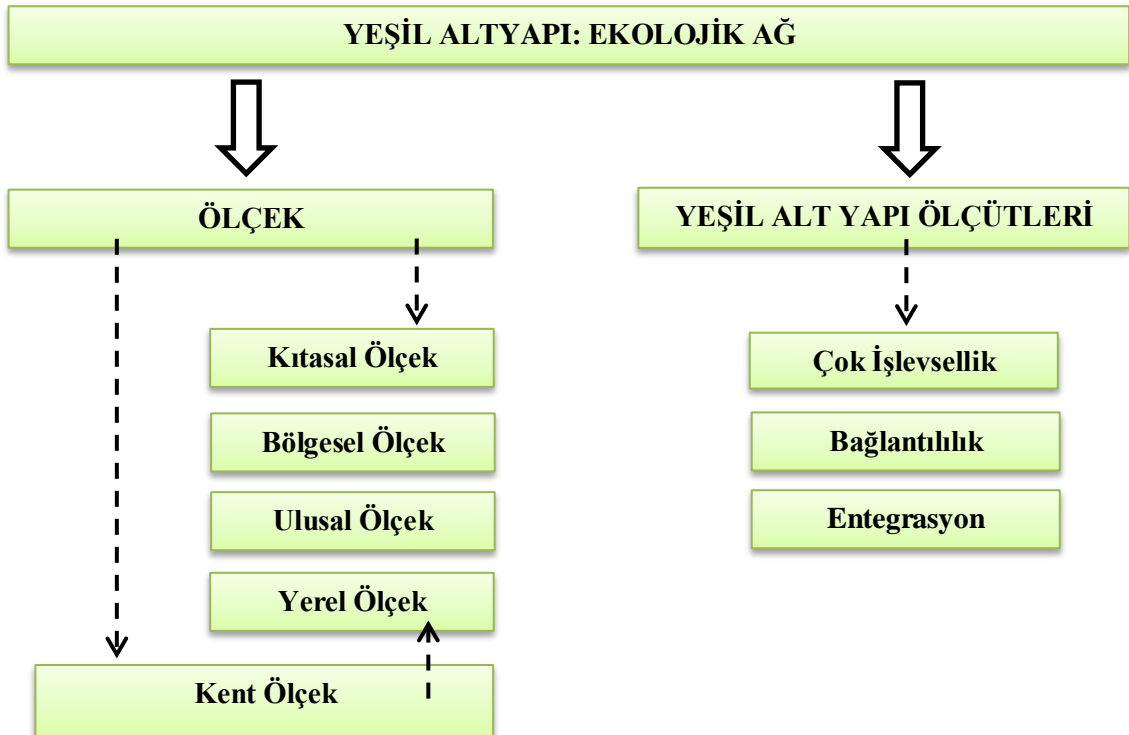 YEŞİL ALTYAPI: EKOLOJİK AĞ
ÖLÇEK
YEŞİL ALT YAPI ÖLÇÜTLERİ
Kıtasal Ölçek
Bölgesel Ölçek
Ulusal Ölçek
Yerel Ölçek
Kent Ölçek
Çok İşlevsellik
Bağlantılılık
Entegrasyon